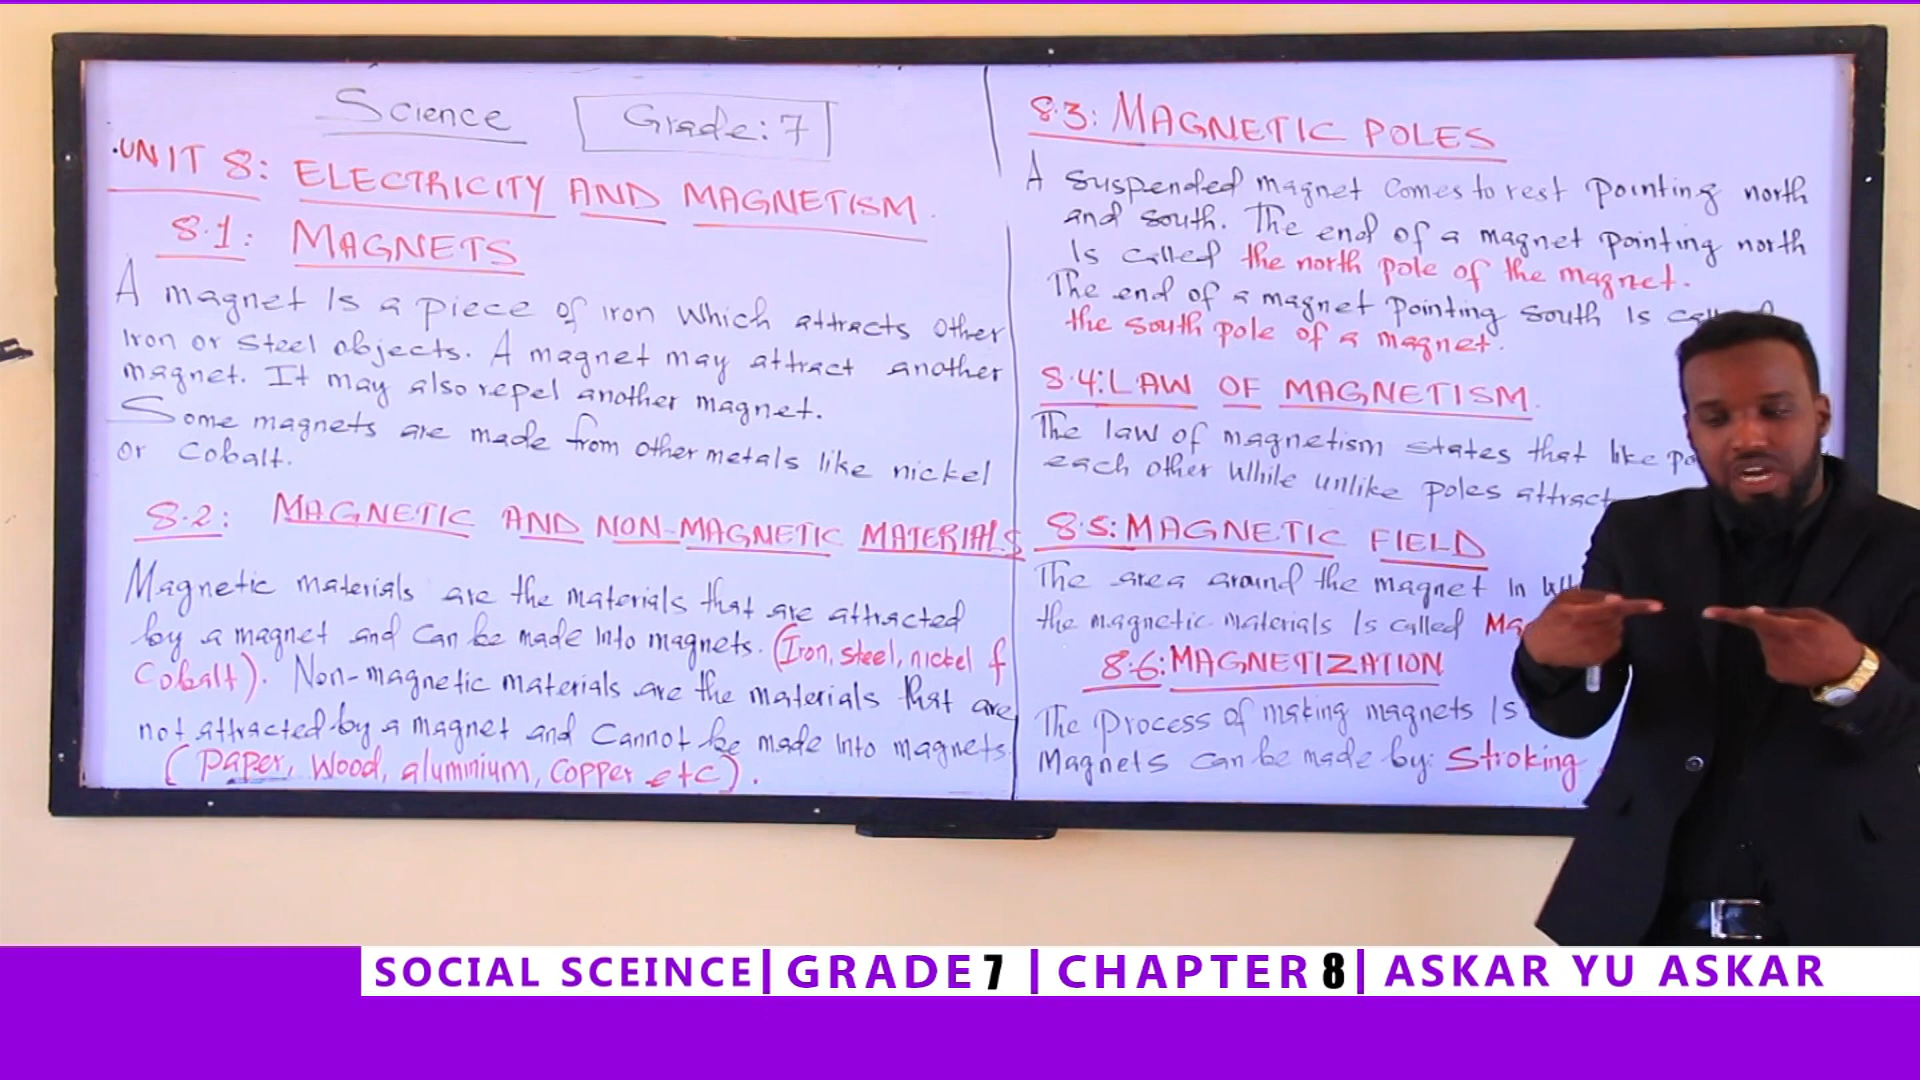 Science
Grade: 7
UNIT 8: ELECTRICITY AND MAGNETISM.
8.1: MAGNETS
A magnet Is a piece of iron which attracts other
Iron or Steel objects. A magnet may attract another
magnet. It may also repel another magnet.
Some magnets are made from other metals like nickel
or Cobalt.
8.2: MAGNETIC AND NON-MAGNETIC MATERIALS
Magnetic materials are the materials that are attracted
by a magnet and can be made into magnets. (Iron, steel, nickel f
Cobalt). Non-magnetic materials are the materials that are
not attracted by a magnet and cannot be made into magnets
(paper, wood, aluminium, copper etc).
8.3: MAGNETIC POLES
A suspended magnet comes to rest pointing north
and south. The end of a magnet pointing north
Is called the north pole of the magnet.
The end of a magnet pointing south Is
the south pole of a magnet.
8.4: LAW OF MAGNETISM.
The law of magnetism states that like
each other while unlike poles attract
8.5: MAGNETIC FIELD
The area around the magnet in
the magnetic materials Is called
8.6: MAGNETIZATION
The process of making magnets Is
Magnets can be made by: Stroking
SOCIAL SCEINCE| GRADE 7 | CHAPTER 8| ASKAR YU ASKAR